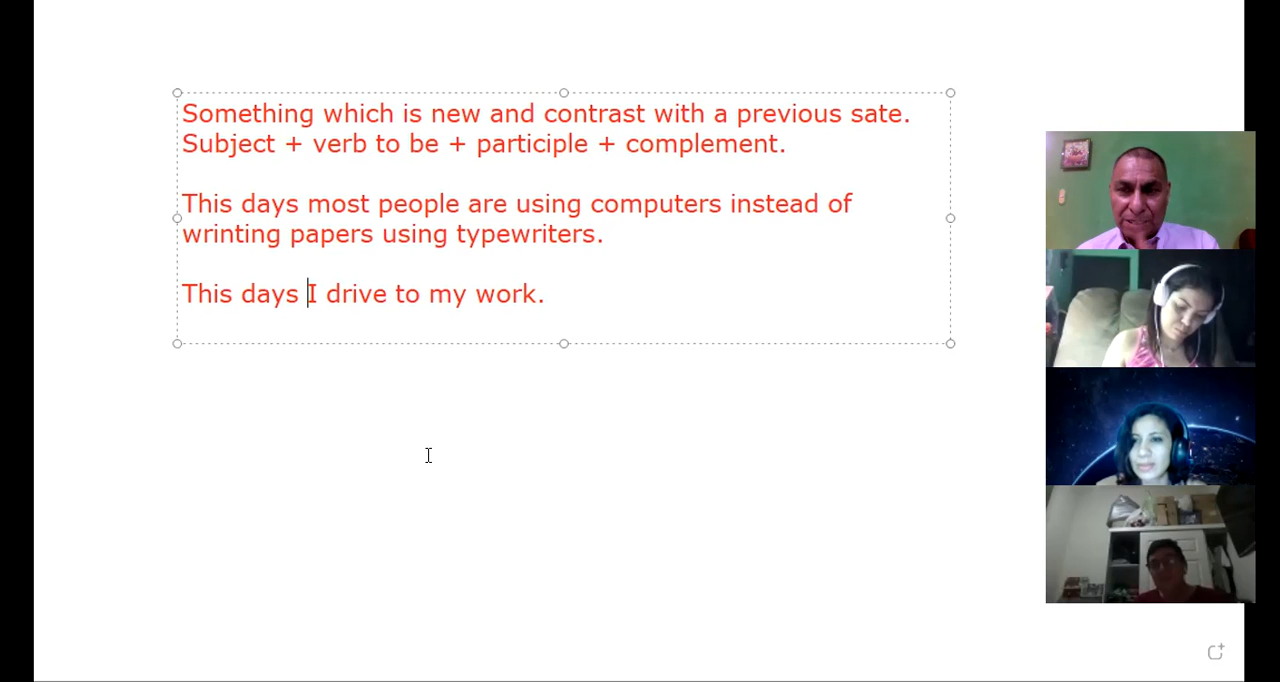 Something which is new and contrast with a previous sate.
Subject + verb to be + participle + complement.
This days most people are using computers instead of
wrinting papers using typewriters.
This days I drive to my work.